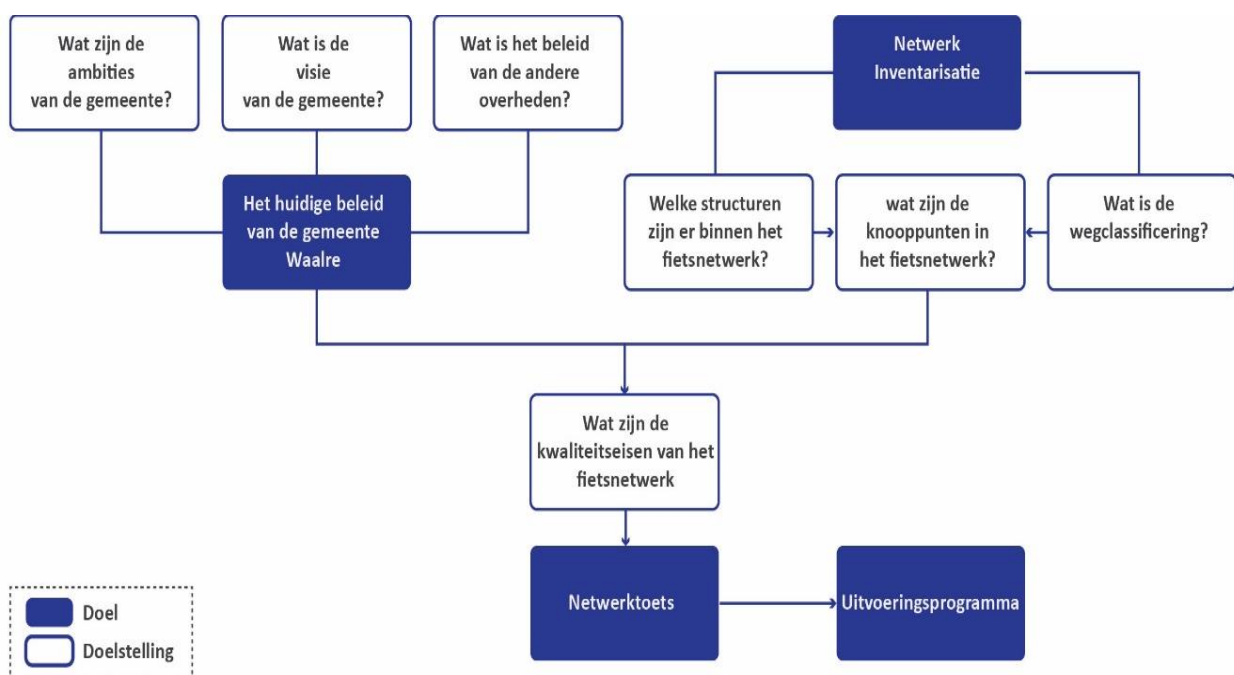 Wat zijn de
ambities
van de gemeente?
Wat is de
visie
van de gemeente?
Wat is het beleid
van de andere
overheden?
Netwerk
Inventarisatie
Het huidige beleid
van de gemeente
Waalre
Welke structuren
zijn er binnen het
fietsnetwerk?
wat zijn de
knooppunten in
het fietsnetwerk?
Wat is de
wegclassificering?
Wat zijn de
kwaliteitseisen van het
fietsnetwerk
Netwerktoets
Uitvoeringsprogramma
Doel
Doelstelling